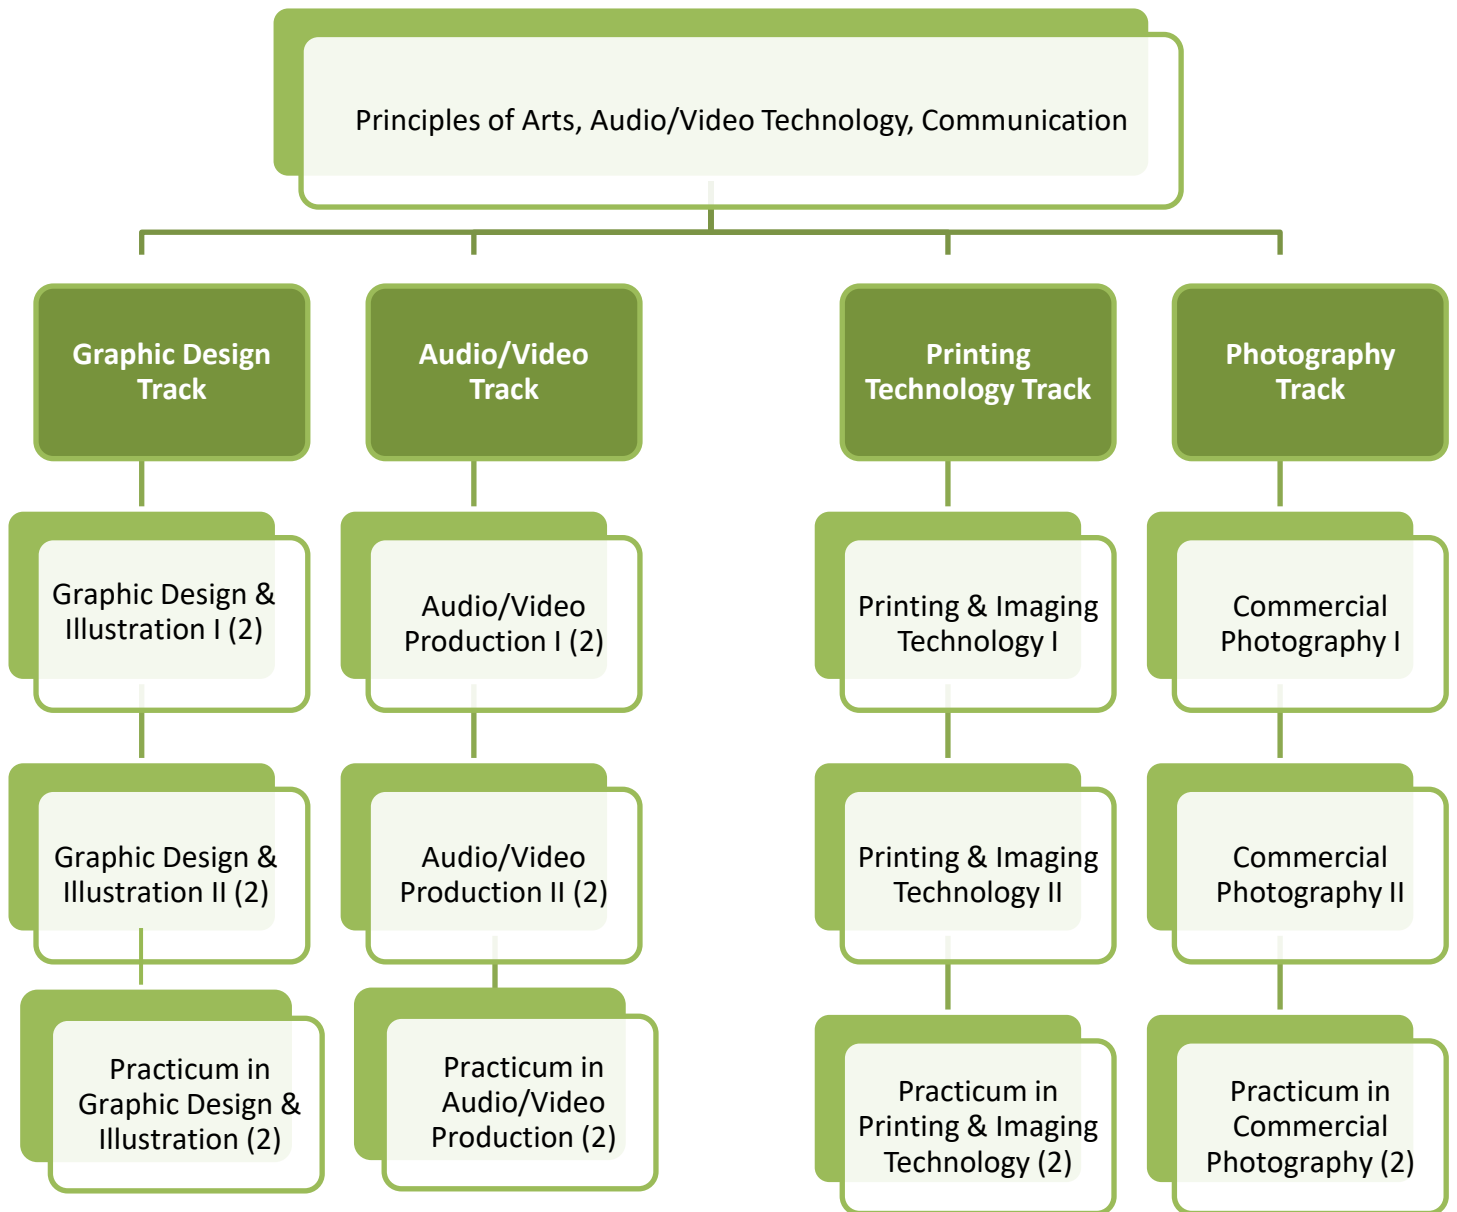 Principles of Arts, Audio/Video Technology, Communication
Graphic Design
Track
Audio/Video
Track
Printing
Technology Track
Photography
Track
Graphic Design &
Illustration I (2)
Audio/Video
Production I (2)
Printing & Imaging
Technology I
Commercial
Photography I
Graphic Design &
Illustration II (2)
Audio/Video
Production II (2)
Printing & Imaging
Technology II
Commercial
Photography II
Practicum in
Graphic Design &
Illustration (2)
Practicum in
Audio/Video
Production (2)
Practicum in
Printing & Imaging
Technology (2)
Practicum in
Commercial
Photography (2)